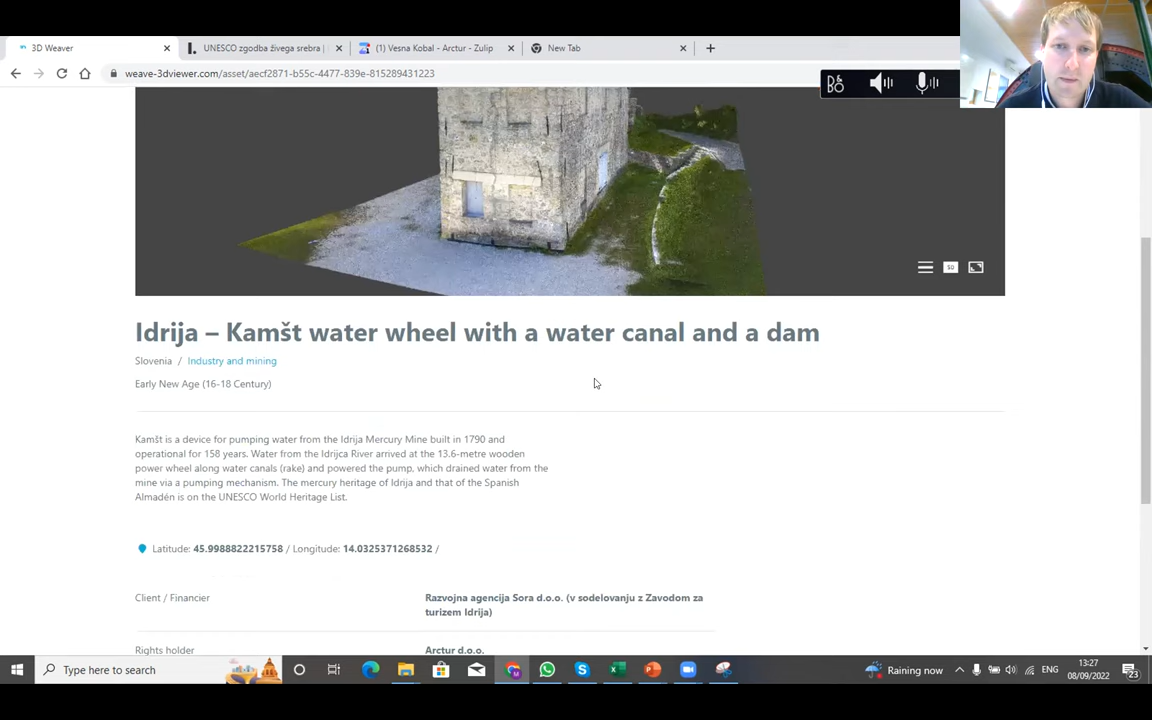 3D Weaver
UNESCO zgodba živega srebra |
(1) Vesna Kobal - Arctur - Zulip
New Tab
weave-3dviewer.com/asset/aecf2871-b55c-4477-839e-815289431223
Idrija – Kamšt water wheel with a water canal and a dam
Slovenia / Industry and mining
Early New Age (16-18 Century)
Kamšt is a device for pumping water from the Idrija Mercury Mine built in 1790 and
operational for 158 years. Water from the Idrijca River arrived at the 13.6-metre wooden
power wheel along water canals (rake) and powered the pump, which drained water from the
mine via a pumping mechanism. The mercury heritage of Idrija and that of the Spanish
Almadén is on the UNESCO World Heritage List.
Latitude: 45.9988822215758 / Longitude: 14.0325371268532 /
Client / Financier
Razvojna agencija Sora d.o.o. (v sodelovanju z Zavodom za
turizem Idrija)
Rights holder
Arctur d.o.o.
Type here to search
Raining now
ENG
13:27
08/09/2022
23